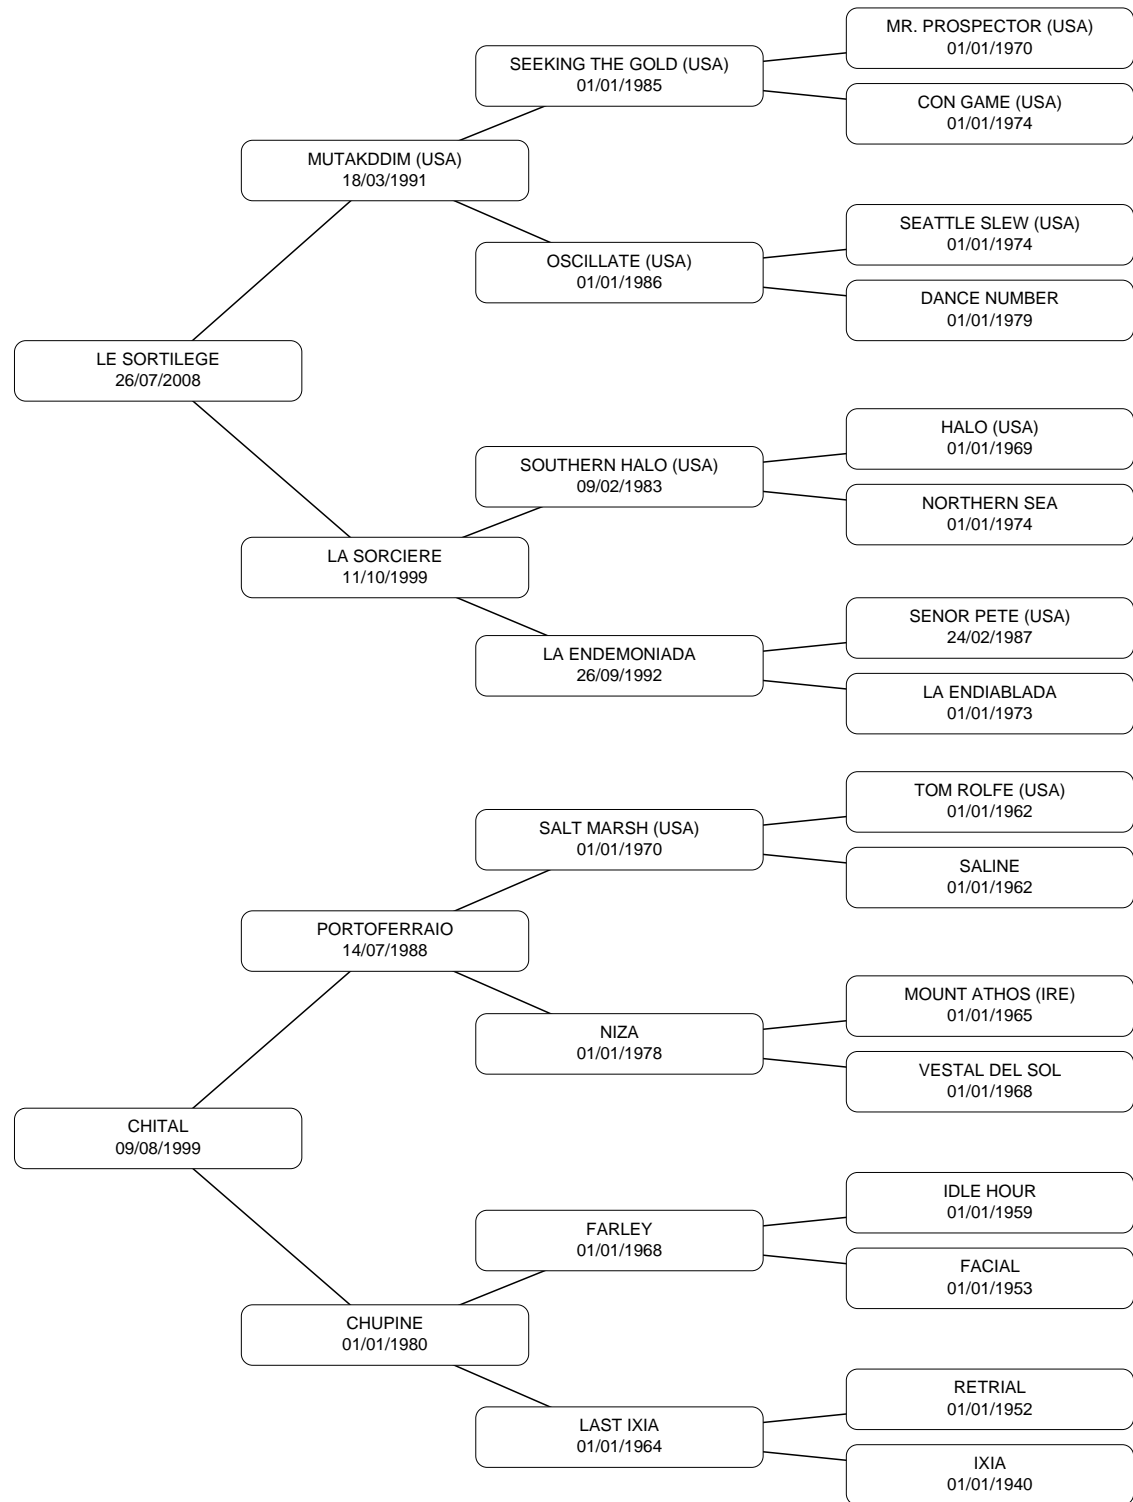 MR. PROSPECTOR (USA)
01/01/1970
SEEKING THE GOLD (USA)
01/01/1985
CON GAME (USA)
01/01/1974
MUTAKDDIM (USA)
18/03/1991
SEATTLE SLEW (USA)
01/01/1974
OSCILLATE (USA)
01/01/1986
DANCE NUMBER
01/01/1979
LE SORTILEGE
26/07/2008
HALO (USA)
01/01/1969
SOUTHERN HALO (USA)
09/02/1983
NORTHERN SEA
01/01/1974
LA SORCIERE
11/10/1999
SENOR PETE (USA)
24/02/1987
LA ENDEMONIADA
26/09/1992
LA ENDIABLADA
01/01/1973
TOM ROLFE (USA)
01/01/1962
SALT MARSH (USA)
01/01/1970
SALINE
01/01/1962
PORTOFERRAIO
14/07/1988
MOUNT ATHOS (IRE)
01/01/1965
NIZA
01/01/1978
VESTAL DEL SOL
01/01/1968
CHITAL
09/08/1999
IDLE HOUR
01/01/1959
FARLEY
01/01/1968
FACIAL
01/01/1953
CHUPINE
01/01/1980
RETRIAL
01/01/1952
LAST IXIA
01/01/1964
IXIA
01/01/1940